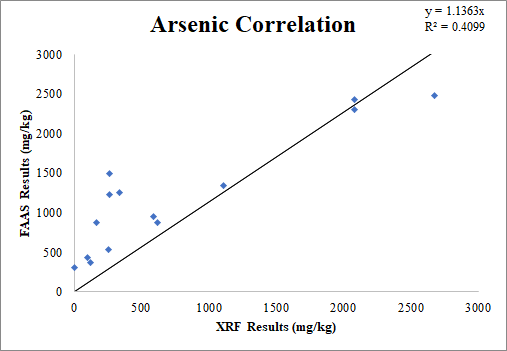 Arsenic Correlation
y = 1.1363x
R² = 0.4099
FAAS Results (mg/kg)
3000
2500
2000
1500
1000
500
0
0 500 1000 1500 2000 2500 3000
XRF Results (mg/kg)